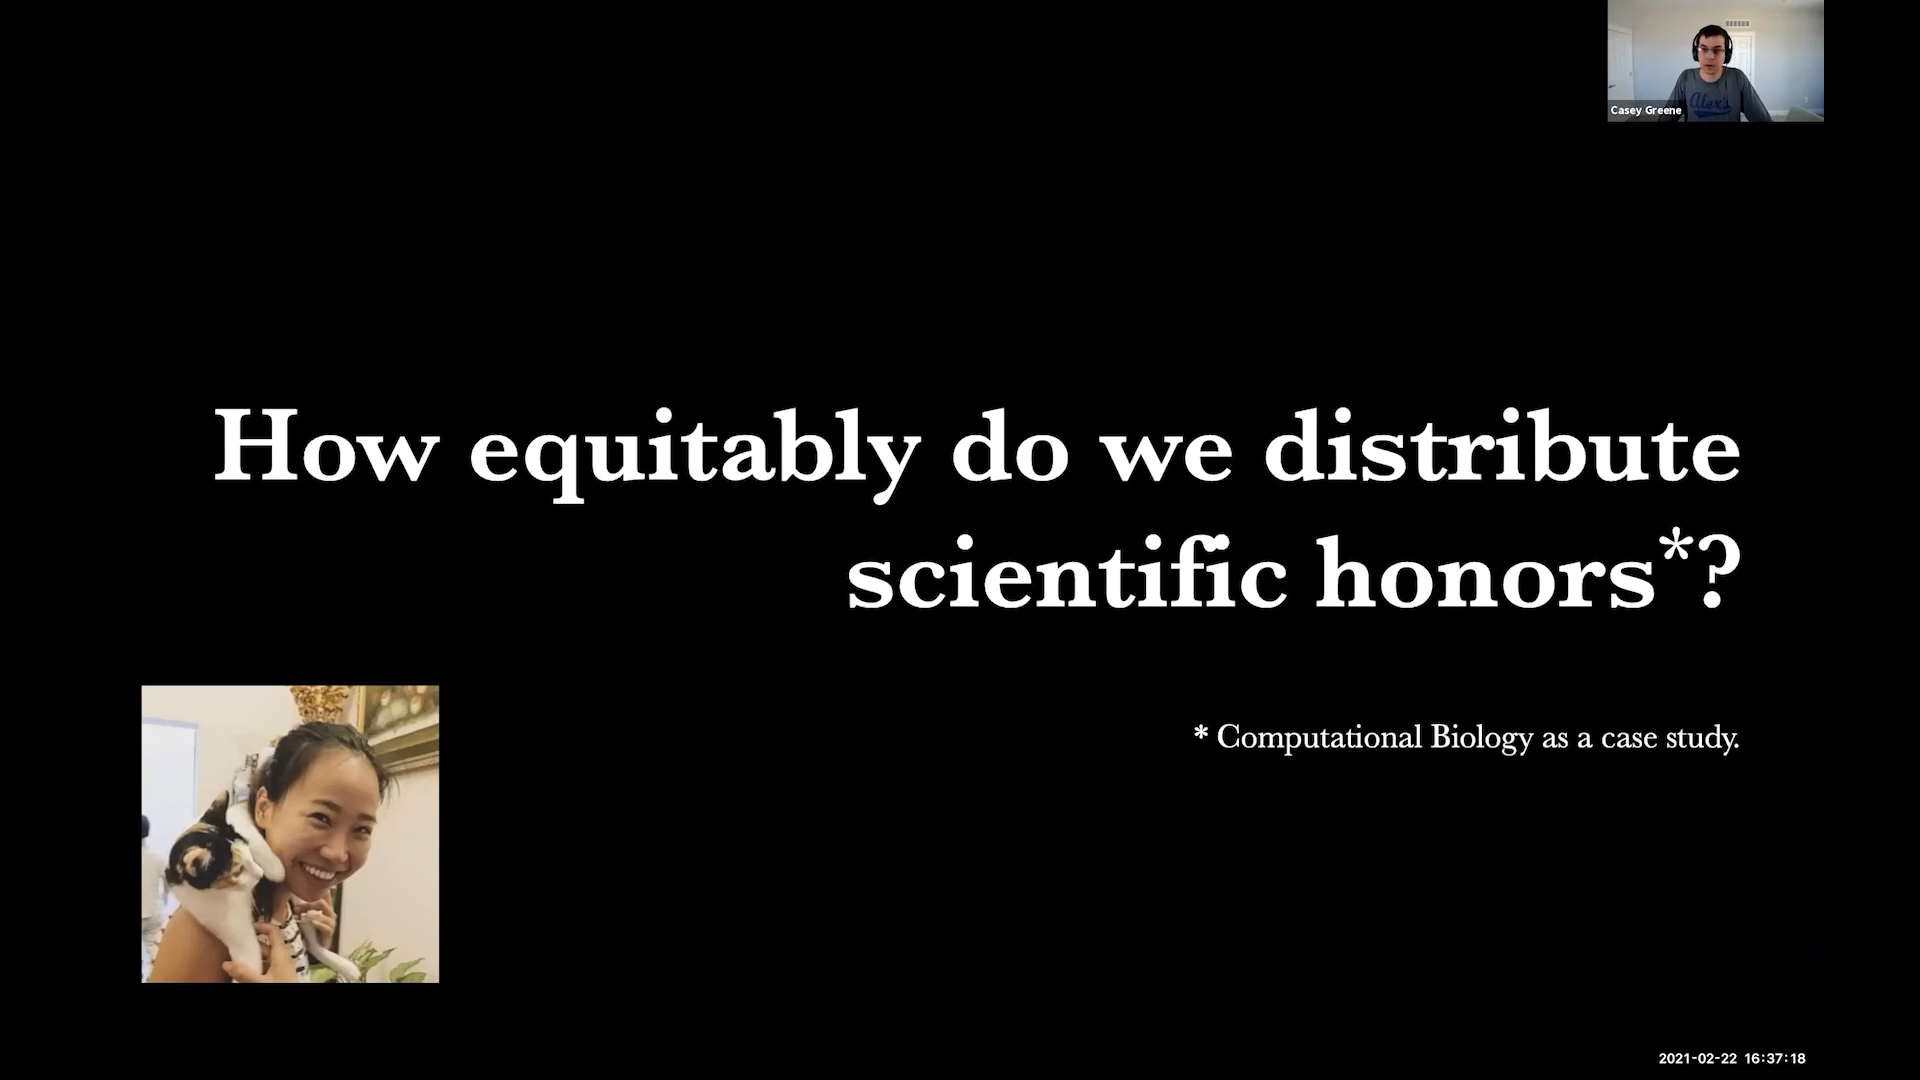 Casey Greene
Alex's
How equitably do we distribute
scientific honors*?
* Computational Biology as a case study.
2021-02-22 16:37:18